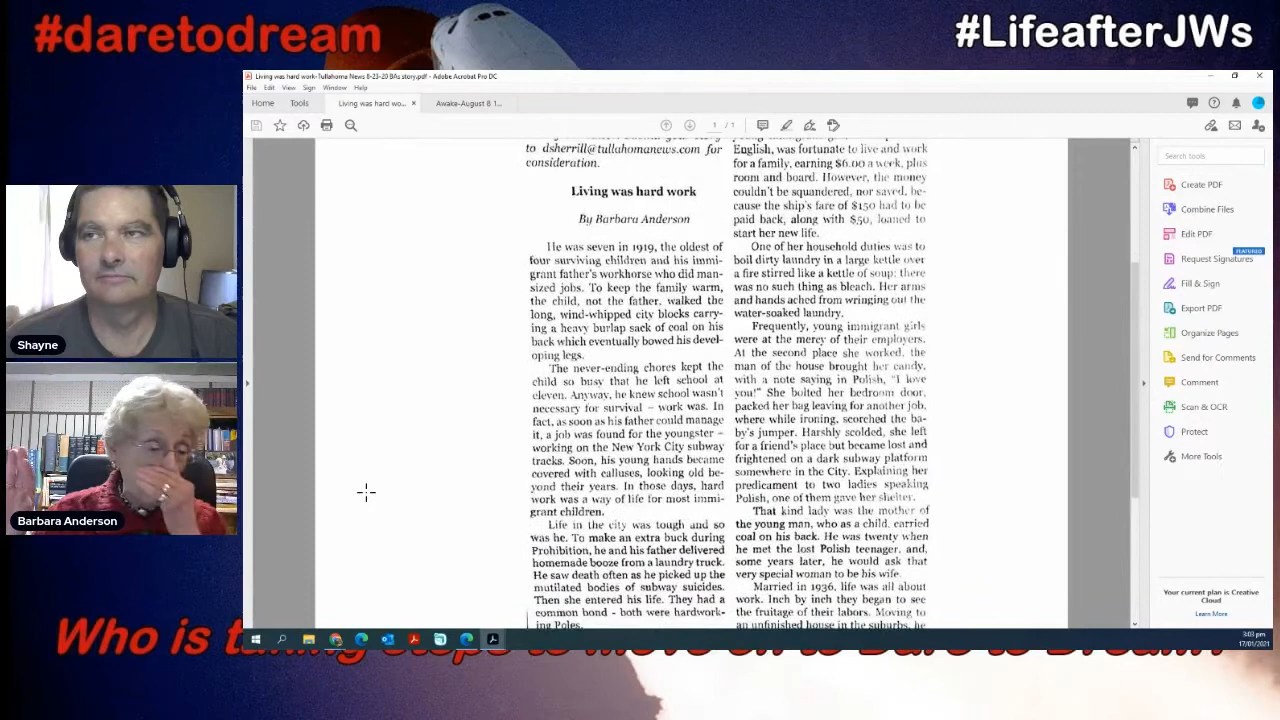 #daretodream
#LifeafterJWs
Living was hard work-Tullahoma News 8-23-20 BAs story.pdf - Adobe Acrobat Pro DC
File Edit View Sign Window Help
Home Tools Living was hard wo... × Awake-August 8 1...
1 / 1
to dsherrill@tullahomanews.com for
consideration.
Living was hard work
By Barbara Anderson
He was seven in 1919, the oldest of
four surviving children and his immi-
grant father's workhorse who did man-
sized jobs. To keep the family warm,
the child, not the father, walked the
long, wind-whipped city blocks carry-
ing a heavy burlap sack of coal on his
back which eventually bowed his devel-
oping legs.
The never-ending chores kept the
child so busy that he left school at
eleven. Anyway, he knew school wasn't
necessary for survival – work was. In
fact, as soon as his father could manage
it, a job was found for the youngster –
working on the New York City subway
tracks. Soon, his young hands became
covered with calluses, looking old be-
yond their years. In those days, hard
work was a way of life for most immi-
grant children.
Life in the city was tough and so
was he. To make an extra buck during
Prohibition, he and his father delivered
homemade booze from a laundry truck.
He saw death often as he picked up the
mutilated bodies of subway suicides.
Then she entered his life. They had a
common bond - both were hardwork-
ing Poles.
English, was fortunate to live and work
for a family, earning $6.00 a week, plus
room and board. However, the money
couldn't be squandered, nor saved, be-
cause the ship's fare of $150 had to be
paid back, along with $50, loaned to
start her new life.
One of her household duties was to
boil dirty laundry in a large kettle over
a fire stirred like a kettle of soup; there
was no such thing as bleach. Her arms
and hands ached from wringing out the
water-soaked laundry.
Frequently, young immigrant girls
were at the mercy of their employers.
At the second place she worked, the
man of the house brought her candy,
with a note saying in Polish, "I love
you!" She bolted her bedroom door,
packed her bag leaving for another job,
where while ironing, scorched the ba-
by's jumper. Harshly scolded, she left
for a friend's place but became lost and
frightened on a dark subway platform
somewhere in the City. Explaining her
predicament to two ladies speaking
Polish, one of them gave her shelter.
That kind lady was the mother of
the young man, who as a child, carried
coal on his back. He was twenty when
he met the lost Polish teenager, and,
some years later, he would ask that
very special woman to be his wife.
Married in 1936, life was all about
work. Inch by inch they began to see
the fruitage of their labors. Moving to
an unfinished house in the suburbs, he
Search tools
Create PDF
Combine Files
Edit PDF
FEATURED
Request Signatures
Fill & Sign
Export PDF
Organize Pages
Send for Comments
Comment
Scan & OCR
Protect
More Tools
Your current plan is Creative
Cloud
Learn More
Shayne
Barbara Anderson
3:03 pm
17/01/2021
Who is